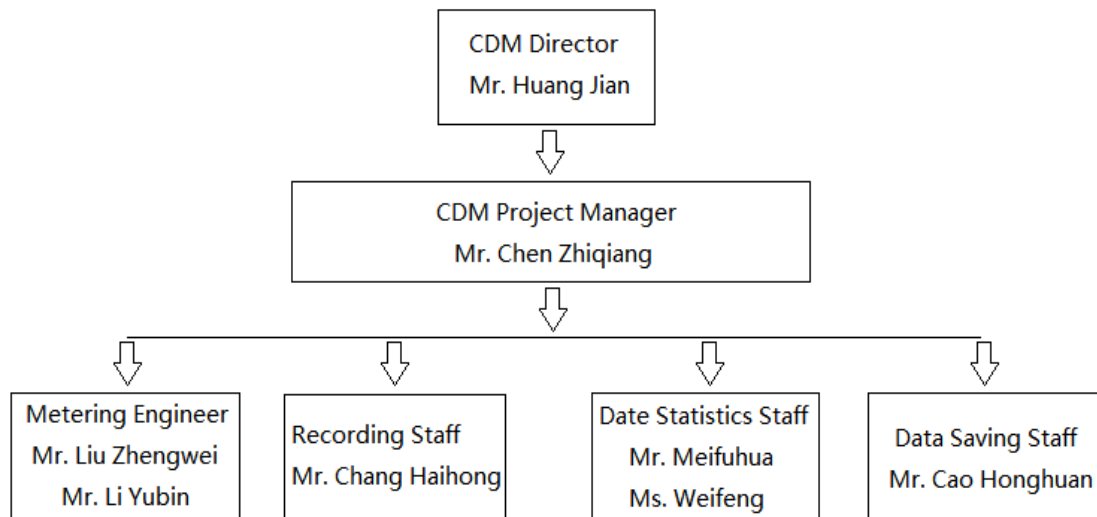 CDM Director
Mr. Huang Jian
CDM Project Manager
Mr. Chen Zhiqiang
Metering Engineer
Mr. Liu Zhengwei
Mr. Li Yubin
Recording Staff
Mr. Chang Haihong
Date Statistics Staff
Mr. Meifuhua
Ms. Weifeng
Data Saving Staff
Mr. Cao Honghuan